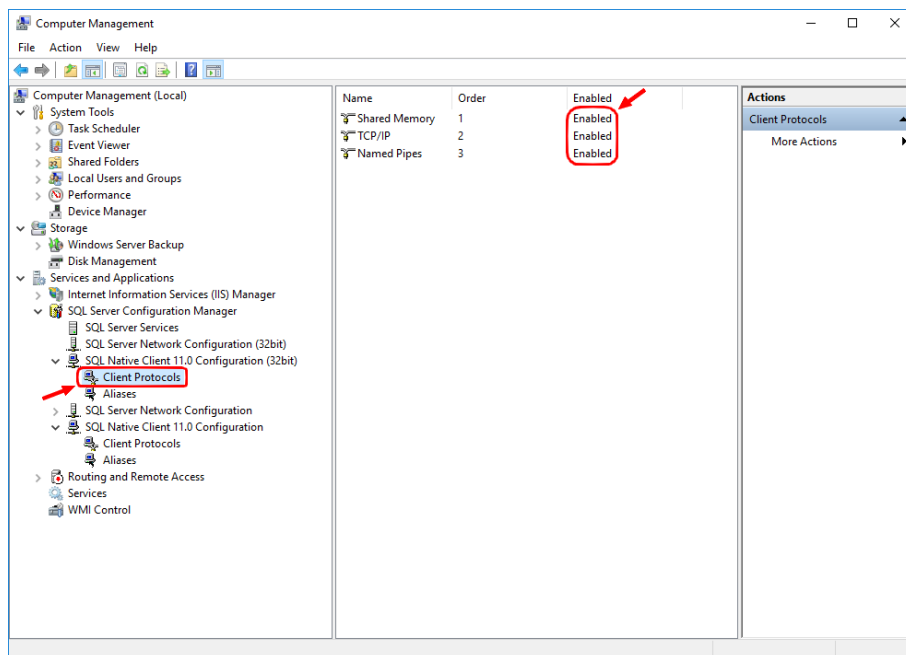 Computer Management
File Action View Help
Computer Management (Local)
System Tools
Task Scheduler
Event Viewer
Shared Folders
Local Users and Groups
Performance
Device Manager
Storage
Windows Server Backup
Disk Management
Services and Applications
Internet Information Services (IIS) Manager
SQL Server Configuration Manager
SQL Server Services
SQL Server Network Configuration (32bit)
SQL Native Client 11.0 Configuration (32bit)
Client Protocols
Aliases
SQL Server Network Configuration
SQL Native Client 11.0 Configuration
Client Protocols
Aliases
Routing and Remote Access
Services
WMI Control
Name Order Enabled
Shared Memory 1 Enabled
TCP/IP 2 Enabled
Named Pipes 3 Enabled
Actions
Client Protocols
More Actions